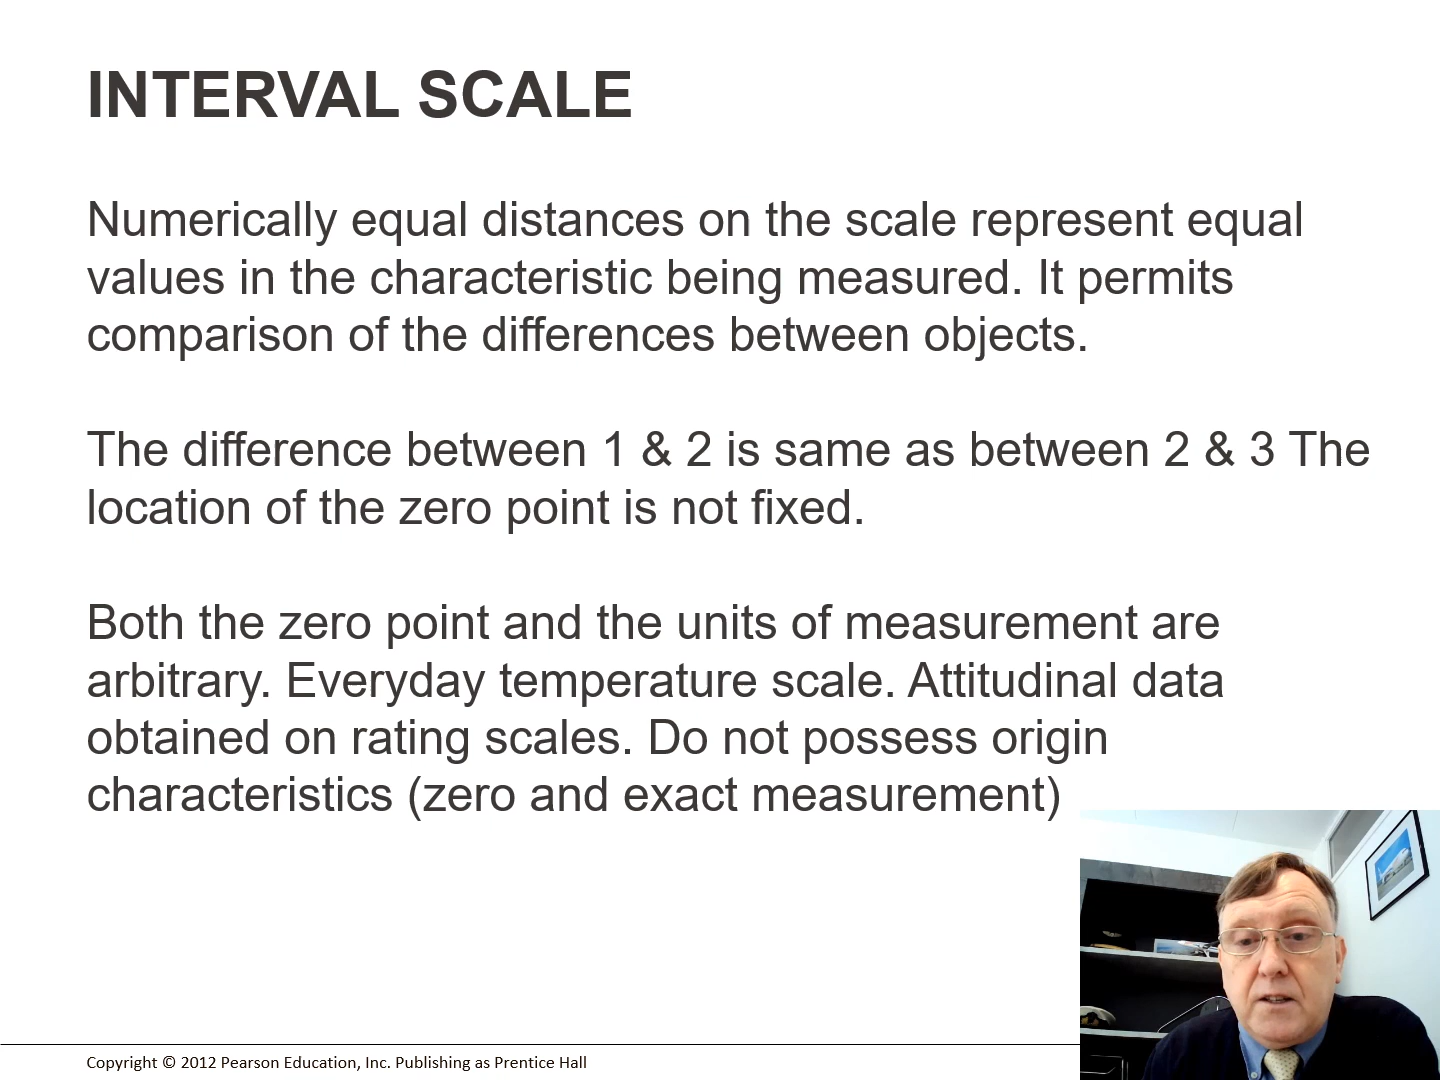 INTERVAL SCALE
Numerically equal distances on the scale represent equal
values in the characteristic being measured. It permits
comparison of the differences between objects.
The difference between 1 & 2 is same as between 2 & 3 The
location of the zero point is not fixed.
Both the zero point and the units of measurement are
arbitrary. Everyday temperature scale. Attitudinal data
obtained on rating scales. Do not possess origin
characteristics (zero and exact measurement)
Copyright © 2012 Pearson Education, Inc. Publishing as Prentice Hall